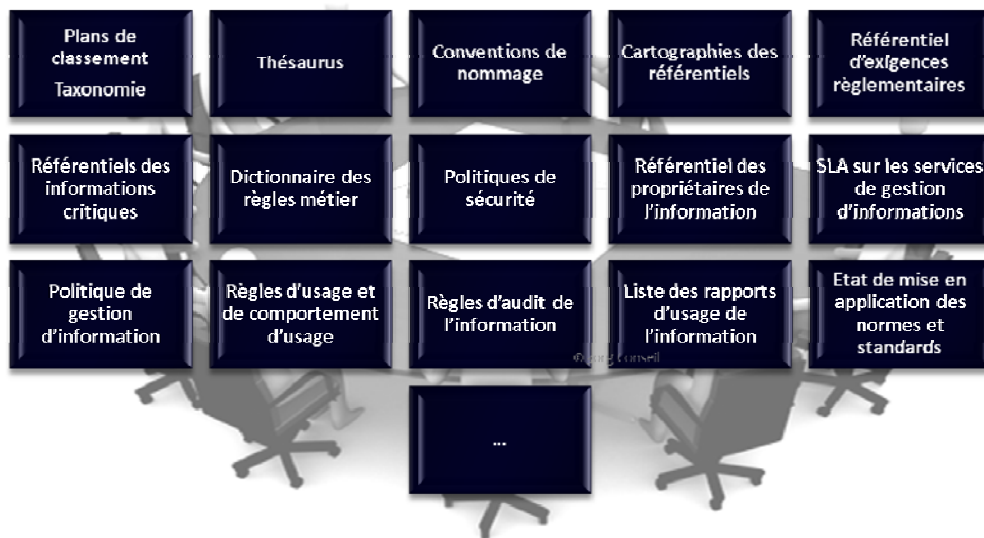 Plans de
classement
Taxonomie
Thésaurus
Conventions de
nommage
Cartographies des
référentiels
Référentiel
d'exigences
règlementaires
Référentiels des
informations
critiques
Dictionnaire des
règles métier
Politiques de
sécurité
Référentiel des
propriétaires de
l'information
SLA sur les services
de gestion
d'informations
Politique de
gestion
d'information
Règles d'usage et
de comportement
d'usage
Règles d'audit de
l'information
Liste des rapports
d'usage de
l'information
Etat de mise en
application des
normes et
standards
Conseil
...